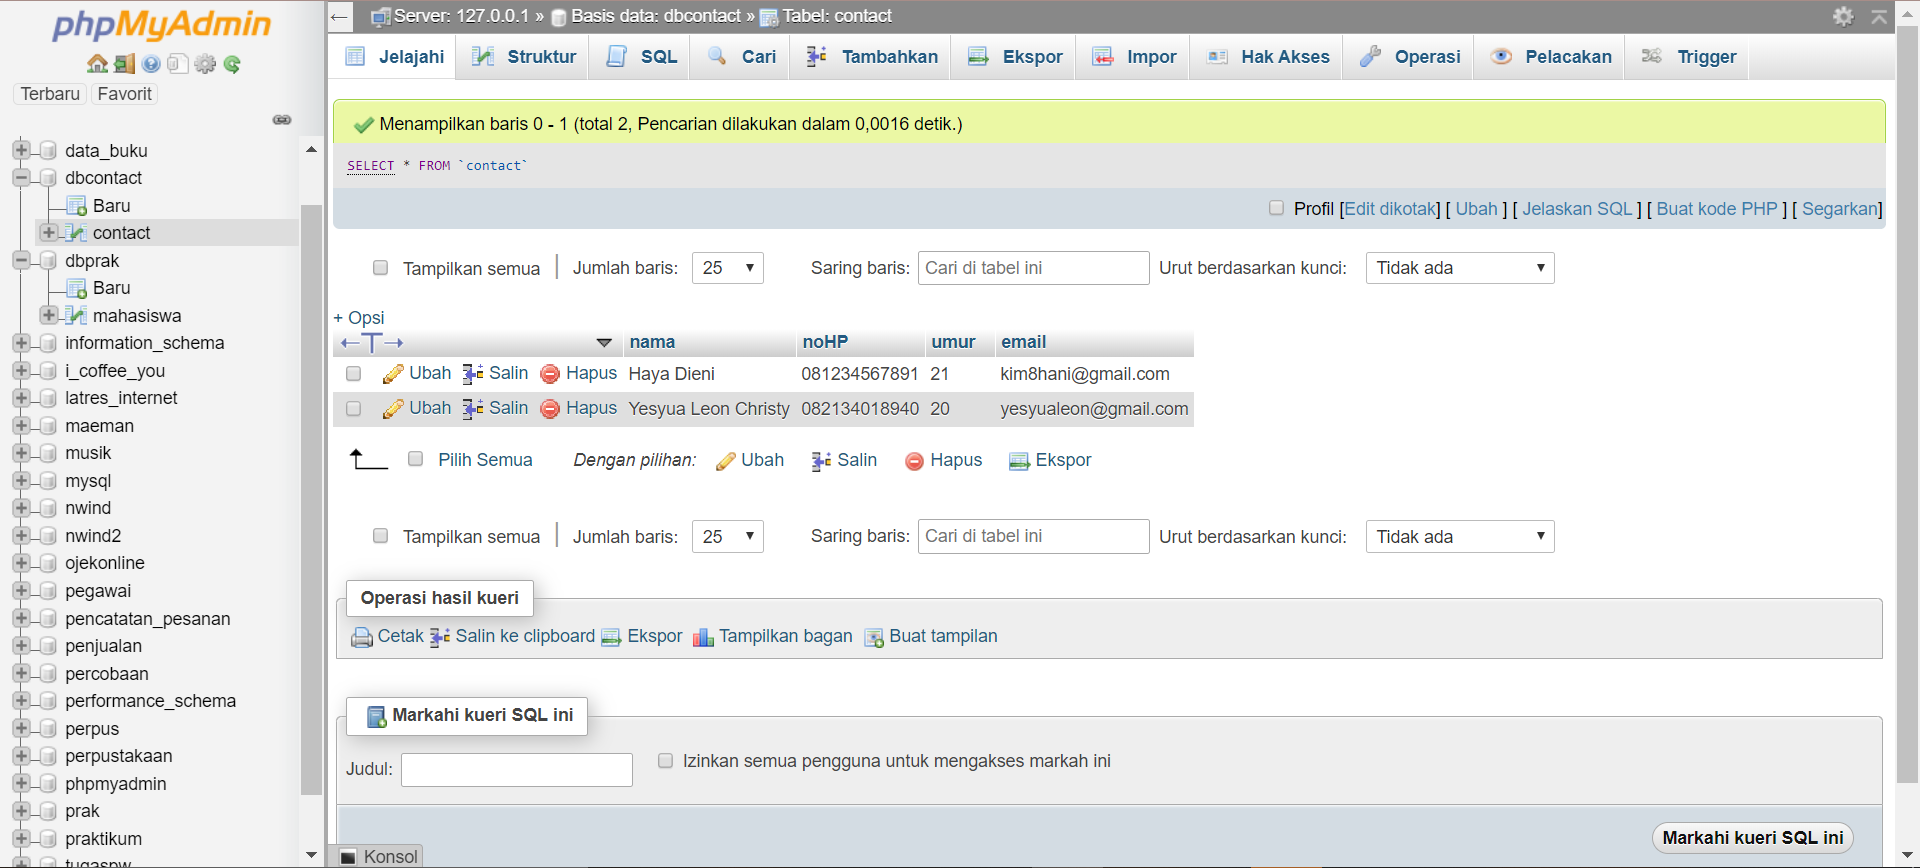 phpMyAdmin
Terbaru Favorit
data_buku
dbcontact
Baru
contact
dbprak
Baru
mahasiswa
information_schema
i_coffee_you
latres_internet
maeman
musik
mysql
nwind
nwind2
ojekonline
pegawai
pencatatan_pesanan
penjualan
percobaan
performance_schema
perpus
perpustakaan
phpmyadmin
prak
praktikum
tugaspw
Server: 127.0.0.1 » Basis data: dbcontact » Tabel: contact
Jelajahi Struktur SQL Cari Tambahkan Ekspor Impor Hak Akses Operasi Pelacakan Trigger
Menampilkan baris 0 - 1 (total 2, Pencarian dilakukan dalam 0,0016 detik.)
SELECT * FROM `contact`
Profil [Edit dikotak] [ Ubah ] [ Jelaskan SQL ] [ Buat kode PHP ] [ Segarkan]
Tampilkan semua | Jumlah baris: 25 Saring baris: Cari di tabel ini Urut berdasarkan kunci: Tidak ada
+ Opsi
←T→ nama noHP umur email
Ubah Salin Hapus Haya Dieni 081234567891 21 kim8hani@gmail.com
Ubah Salin Hapus Yesyua Leon Christy 082134018940 20 yesyualeon@gmail.com
Pilih Semua Dengan pilihan: Ubah Salin Hapus Ekspor
Tampilkan semua | Jumlah baris: 25 Saring baris: Cari di tabel ini Urut berdasarkan kunci: Tidak ada
Operasi hasil kueri
Cetak Salin ke clipboard Ekspor Tampilkan bagan Buat tampilan
Markahi kueri SQL ini
Judul: Izinkan semua pengguna untuk mengakses markah ini
Markahi kueri SQL ini
Konsol